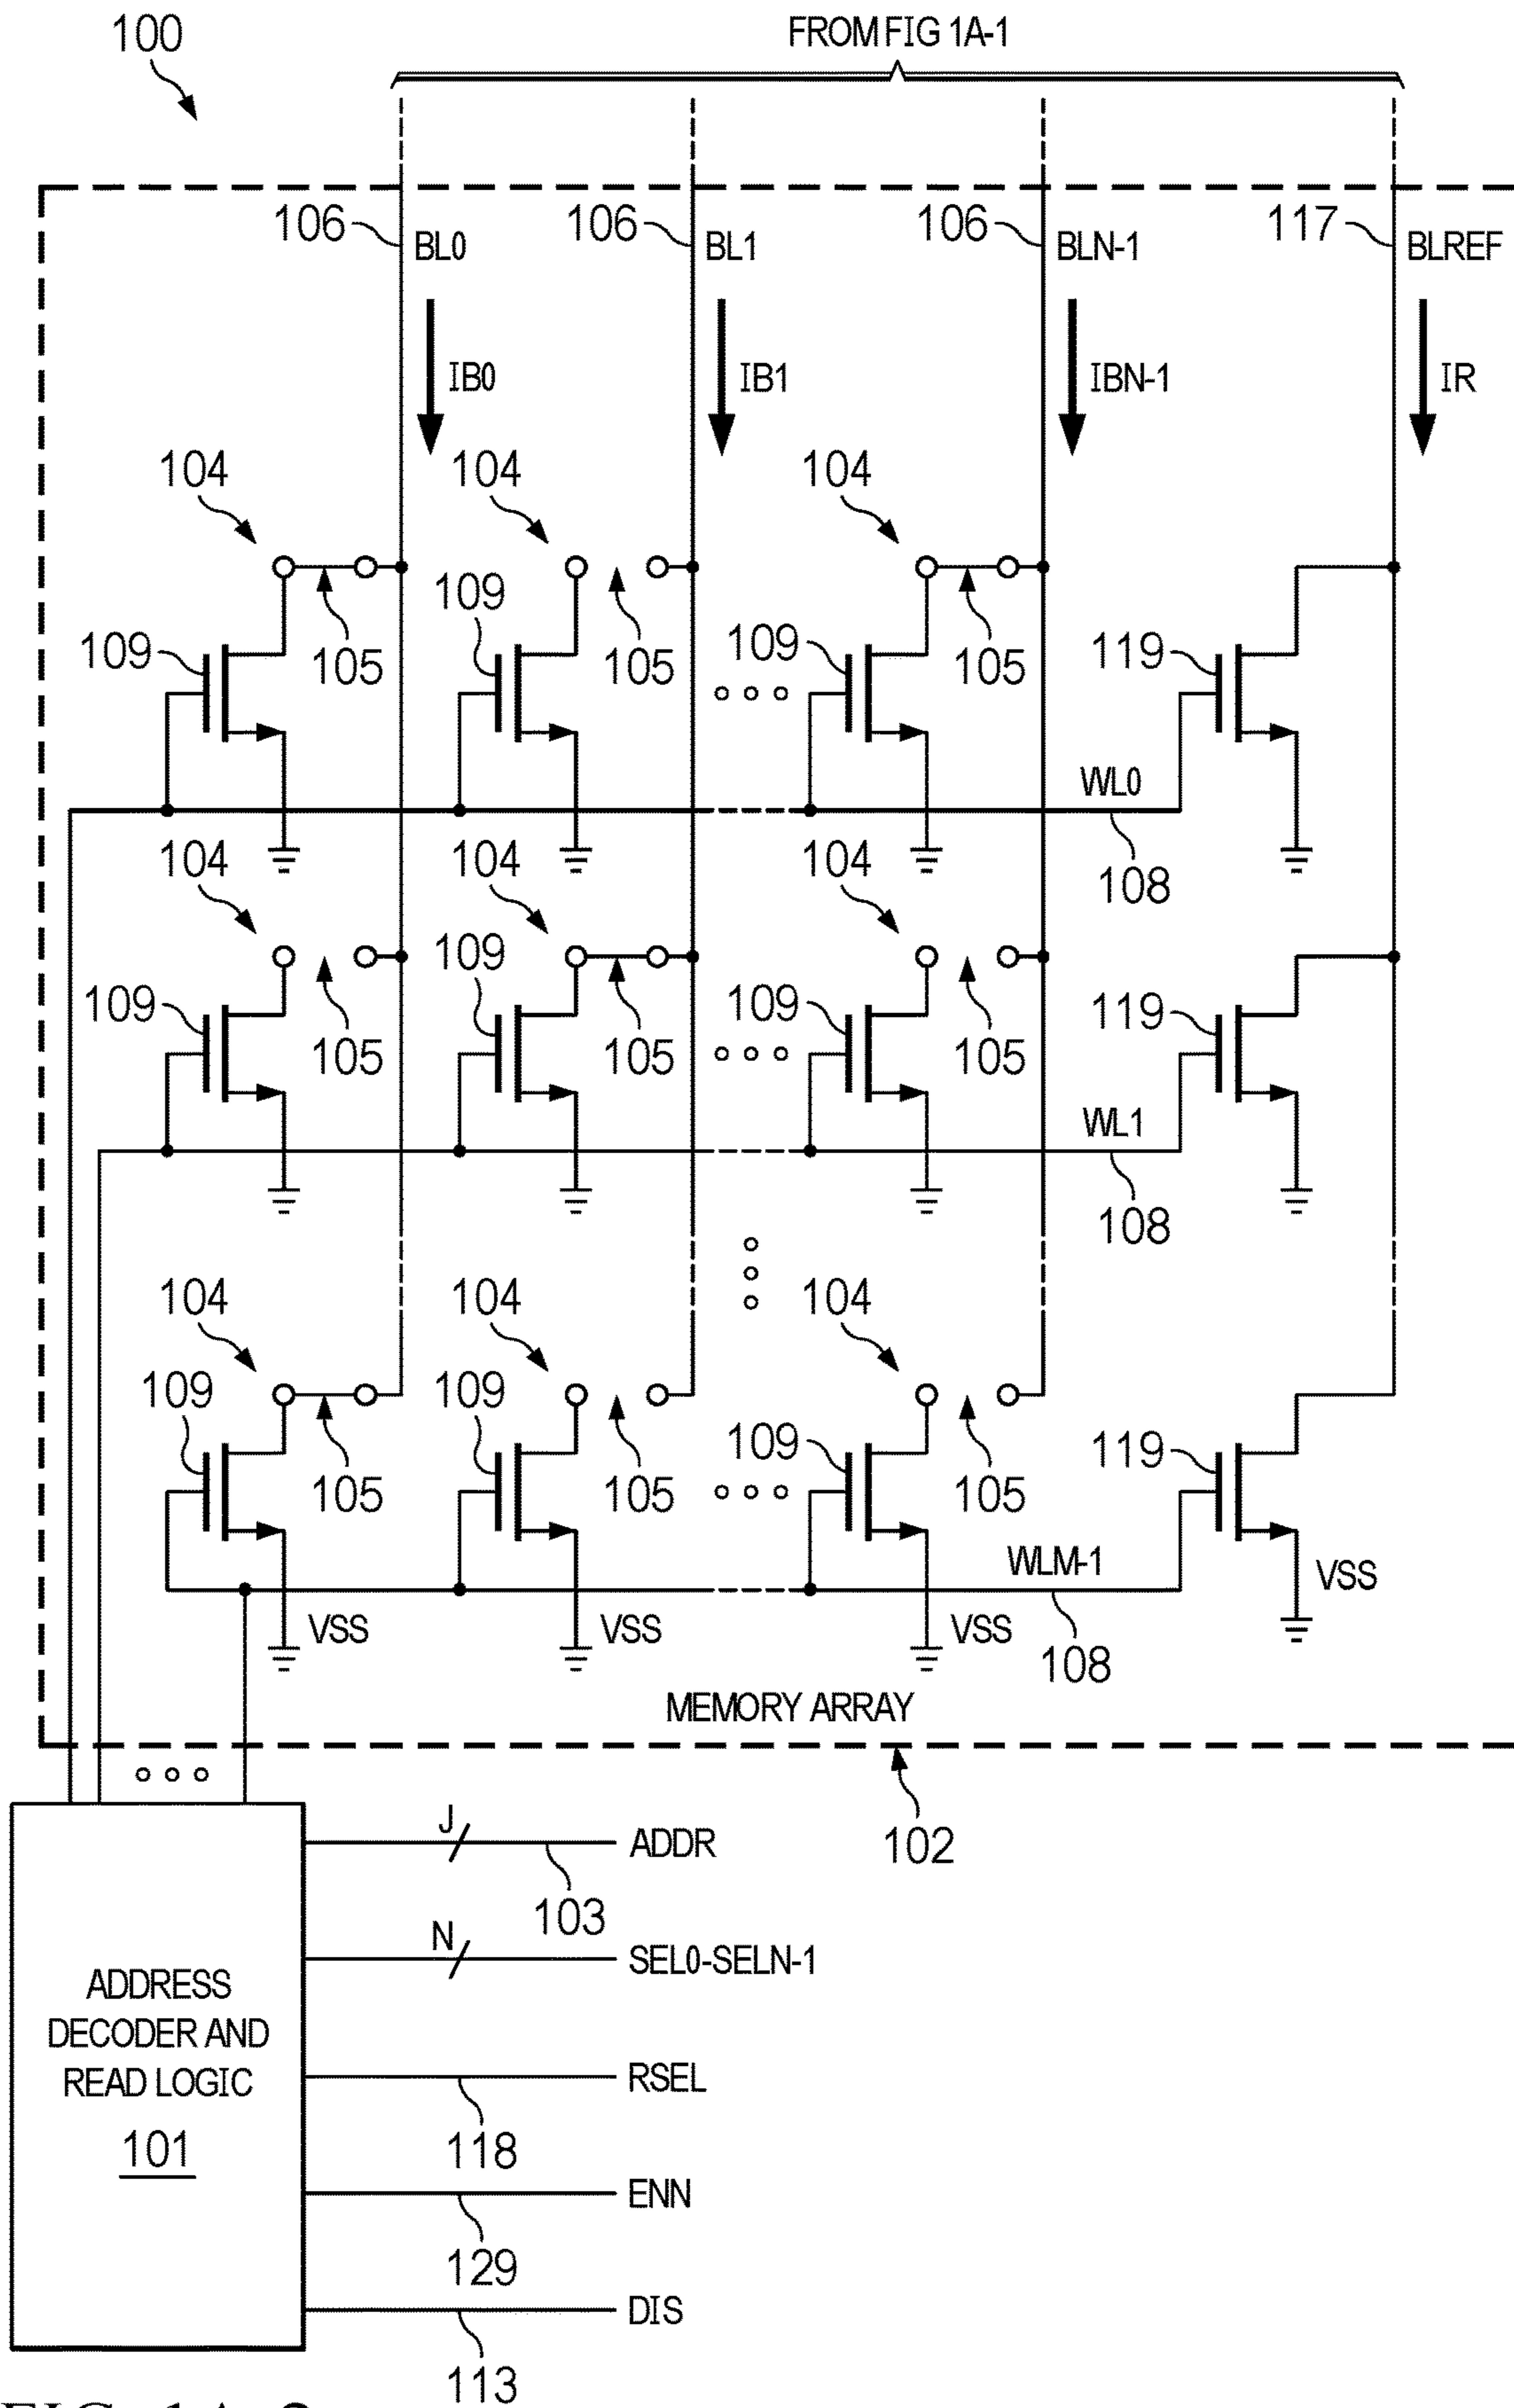 100
FROM FIG 1A-1
106 BL0 106 BL1 106 BLN-1 117 BLREF
IB0 IB1 IBN-1 IR
104 104 104
109 105 109 105 109 105 119
WL0
108
104 104 104
109 105 109 105 109 105 119
WL1
108
104 104 104
109 105 109 105 109 105 119
WLM-1
VSS VSS VSS VSS
108
MEMORY ARRAY
102
J ADDR
103
N SEL0-SELN-1
ADDRESS
DECODER AND
READ LOGIC
101
RSEL
118
ENN
129
DIS
113